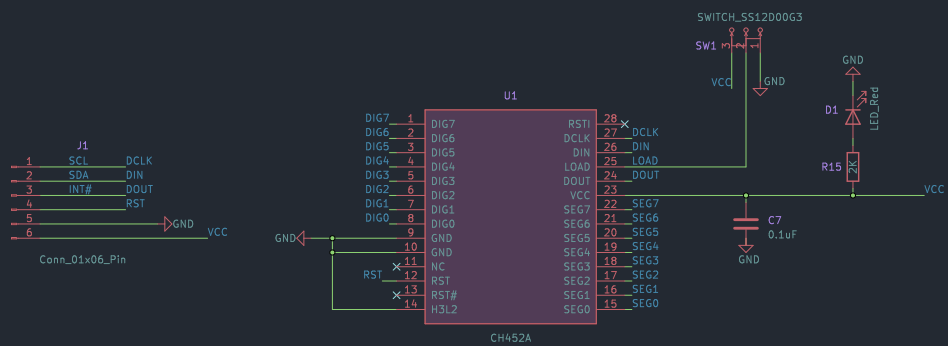 SWITCH_SS12D00G3
SW1
3
2
1
VCC
GND
GND
D1
LED_Red
R15
2K
VCC
C7
0.1uF
GND
U1
DIG7 1 DIG7
DIG6 2 DIG6
DIG5 3 DIG5
DIG4 4 DIG4
DIG3 5 DIG3
DIG2 6 DIG2
DIG1 7 DIG1
DIG0 8 DIG0
GND 9 GND
10 GND
11 NC
RST 12 RST
13 RST#
14 H3L2
RSTI 28
DCLK 27 DCLK
DIN 26 DIN
LOAD 25 LOAD
DOUT 24 DOUT
VCC 23
SEG7 22 SEG7
SEG6 21 SEG6
SEG5 20 SEG5
SEG4 19 SEG4
SEG3 18 SEG3
SEG2 17 SEG2
SEG1 16 SEG1
SEG0 15 SEG0
CH452A
J1
1 SCL DCLK
2 SDA DIN
3 INT# DOUT
4 RST
5 GND
6 VCC
Conn_01x06_Pin